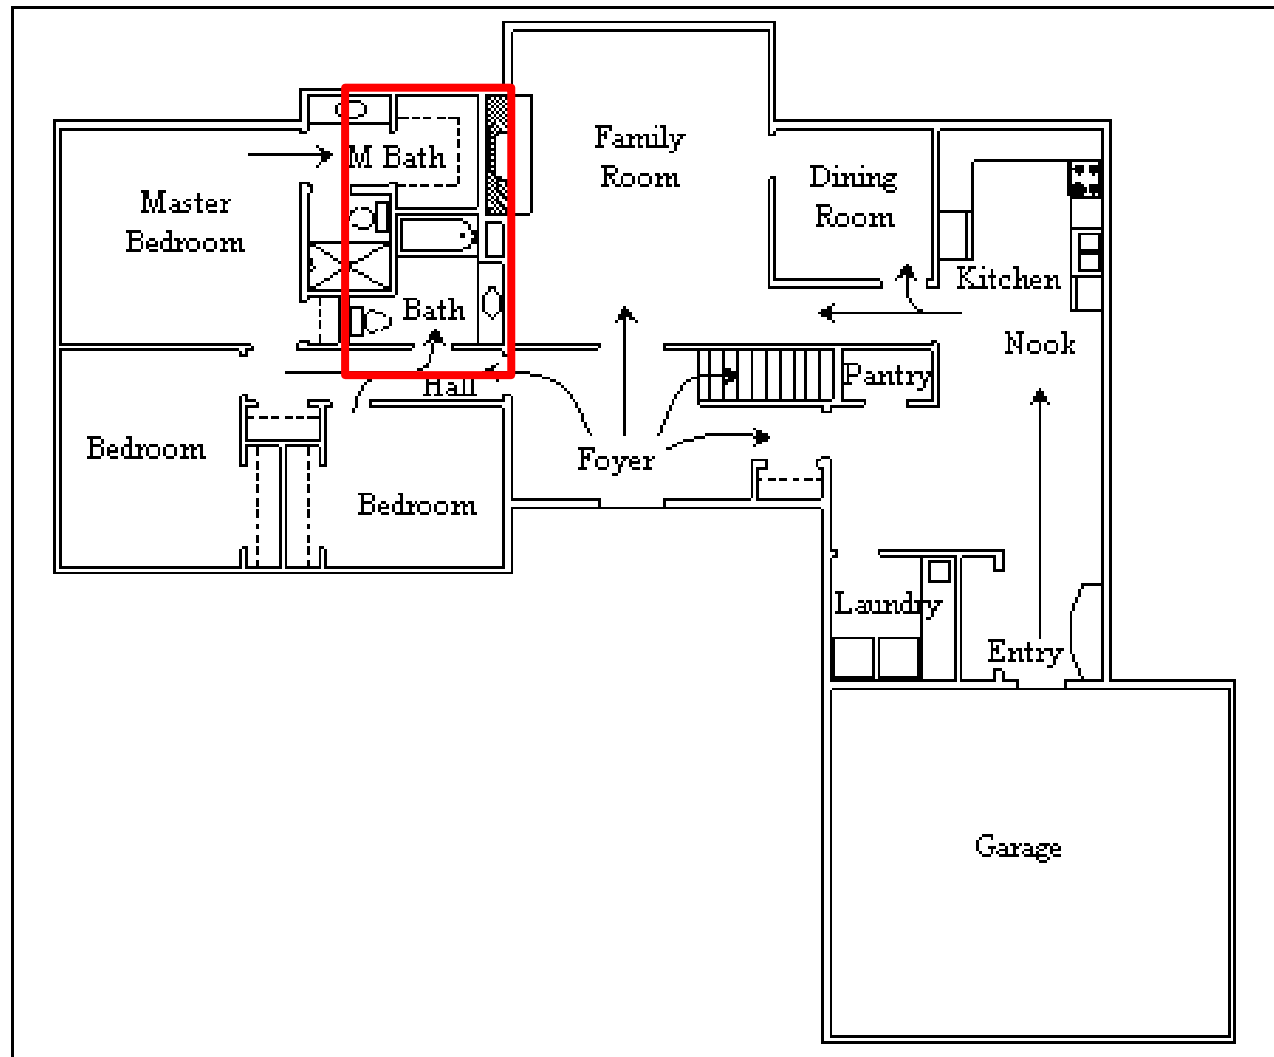 Family
Room
M Bath
Dining
Room
Master
Bedroom
Kitchen
Bath
Nook
Pantry
Hall
Bedroom
Foyer
Bedroom
Laundry
Entry
Garage